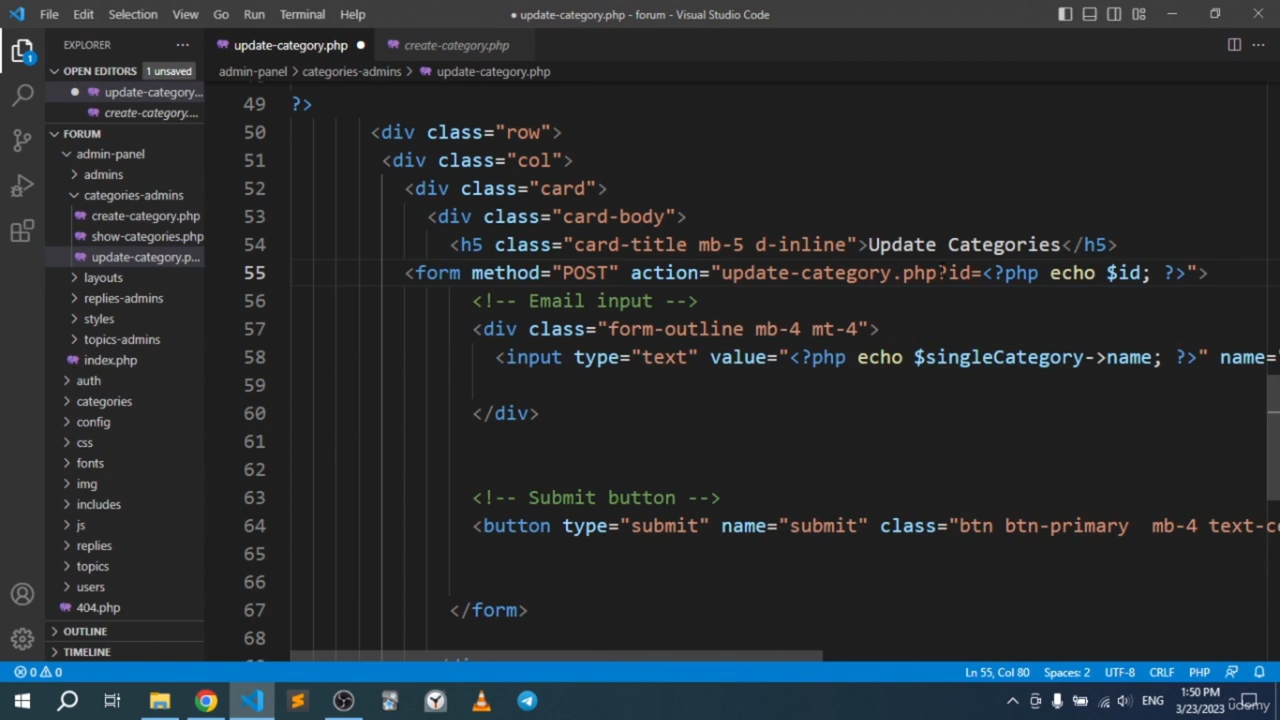 File Edit Selection View Go Run Terminal Help
● update-category.php - forum - Visual Studio Code
EXPLORER
update-category.php
create-category.php
OPEN EDITORS 1 unsaved
admin-panel > categories-admins > update-category.php
update-category...
create-category....
FORUM
admin-panel
admins
categories-admins
create-category.php
show-categories.php
update-category.p...
layouts
replies-admins
styles
topics-admins
index.php
auth
categories
config
css
fonts
img
includes
js
replies
topics
users
404.php
OUTLINE
TIMELINE
49 ?>
50 <div class="row">
51 <div class="col">
52 <div class="card">
53 <div class="card-body">
54 <h5 class="card-title mb-5 d-inline">Update Categories</h5>
55 <form method="POST" action="update-category.php?id=<?php echo $id; ?>">
56 <!-- Email input -->
57 <div class="form-outline mb-4 mt-4">
58 <input type="text" value="<?php echo $singleCategory->name; ?>" name="
59
60 </div>
61
62
63 <!-- Submit button -->
64 <button type="submit" name="submit" class="btn btn-primary  mb-4 text-ce
65
66
67 </form>
68
1
0 0
Ln 55, Col 80 Spaces: 2 UTF-8 CRLF PHP
ENG
1:50 PM
3/23/2023
udemy